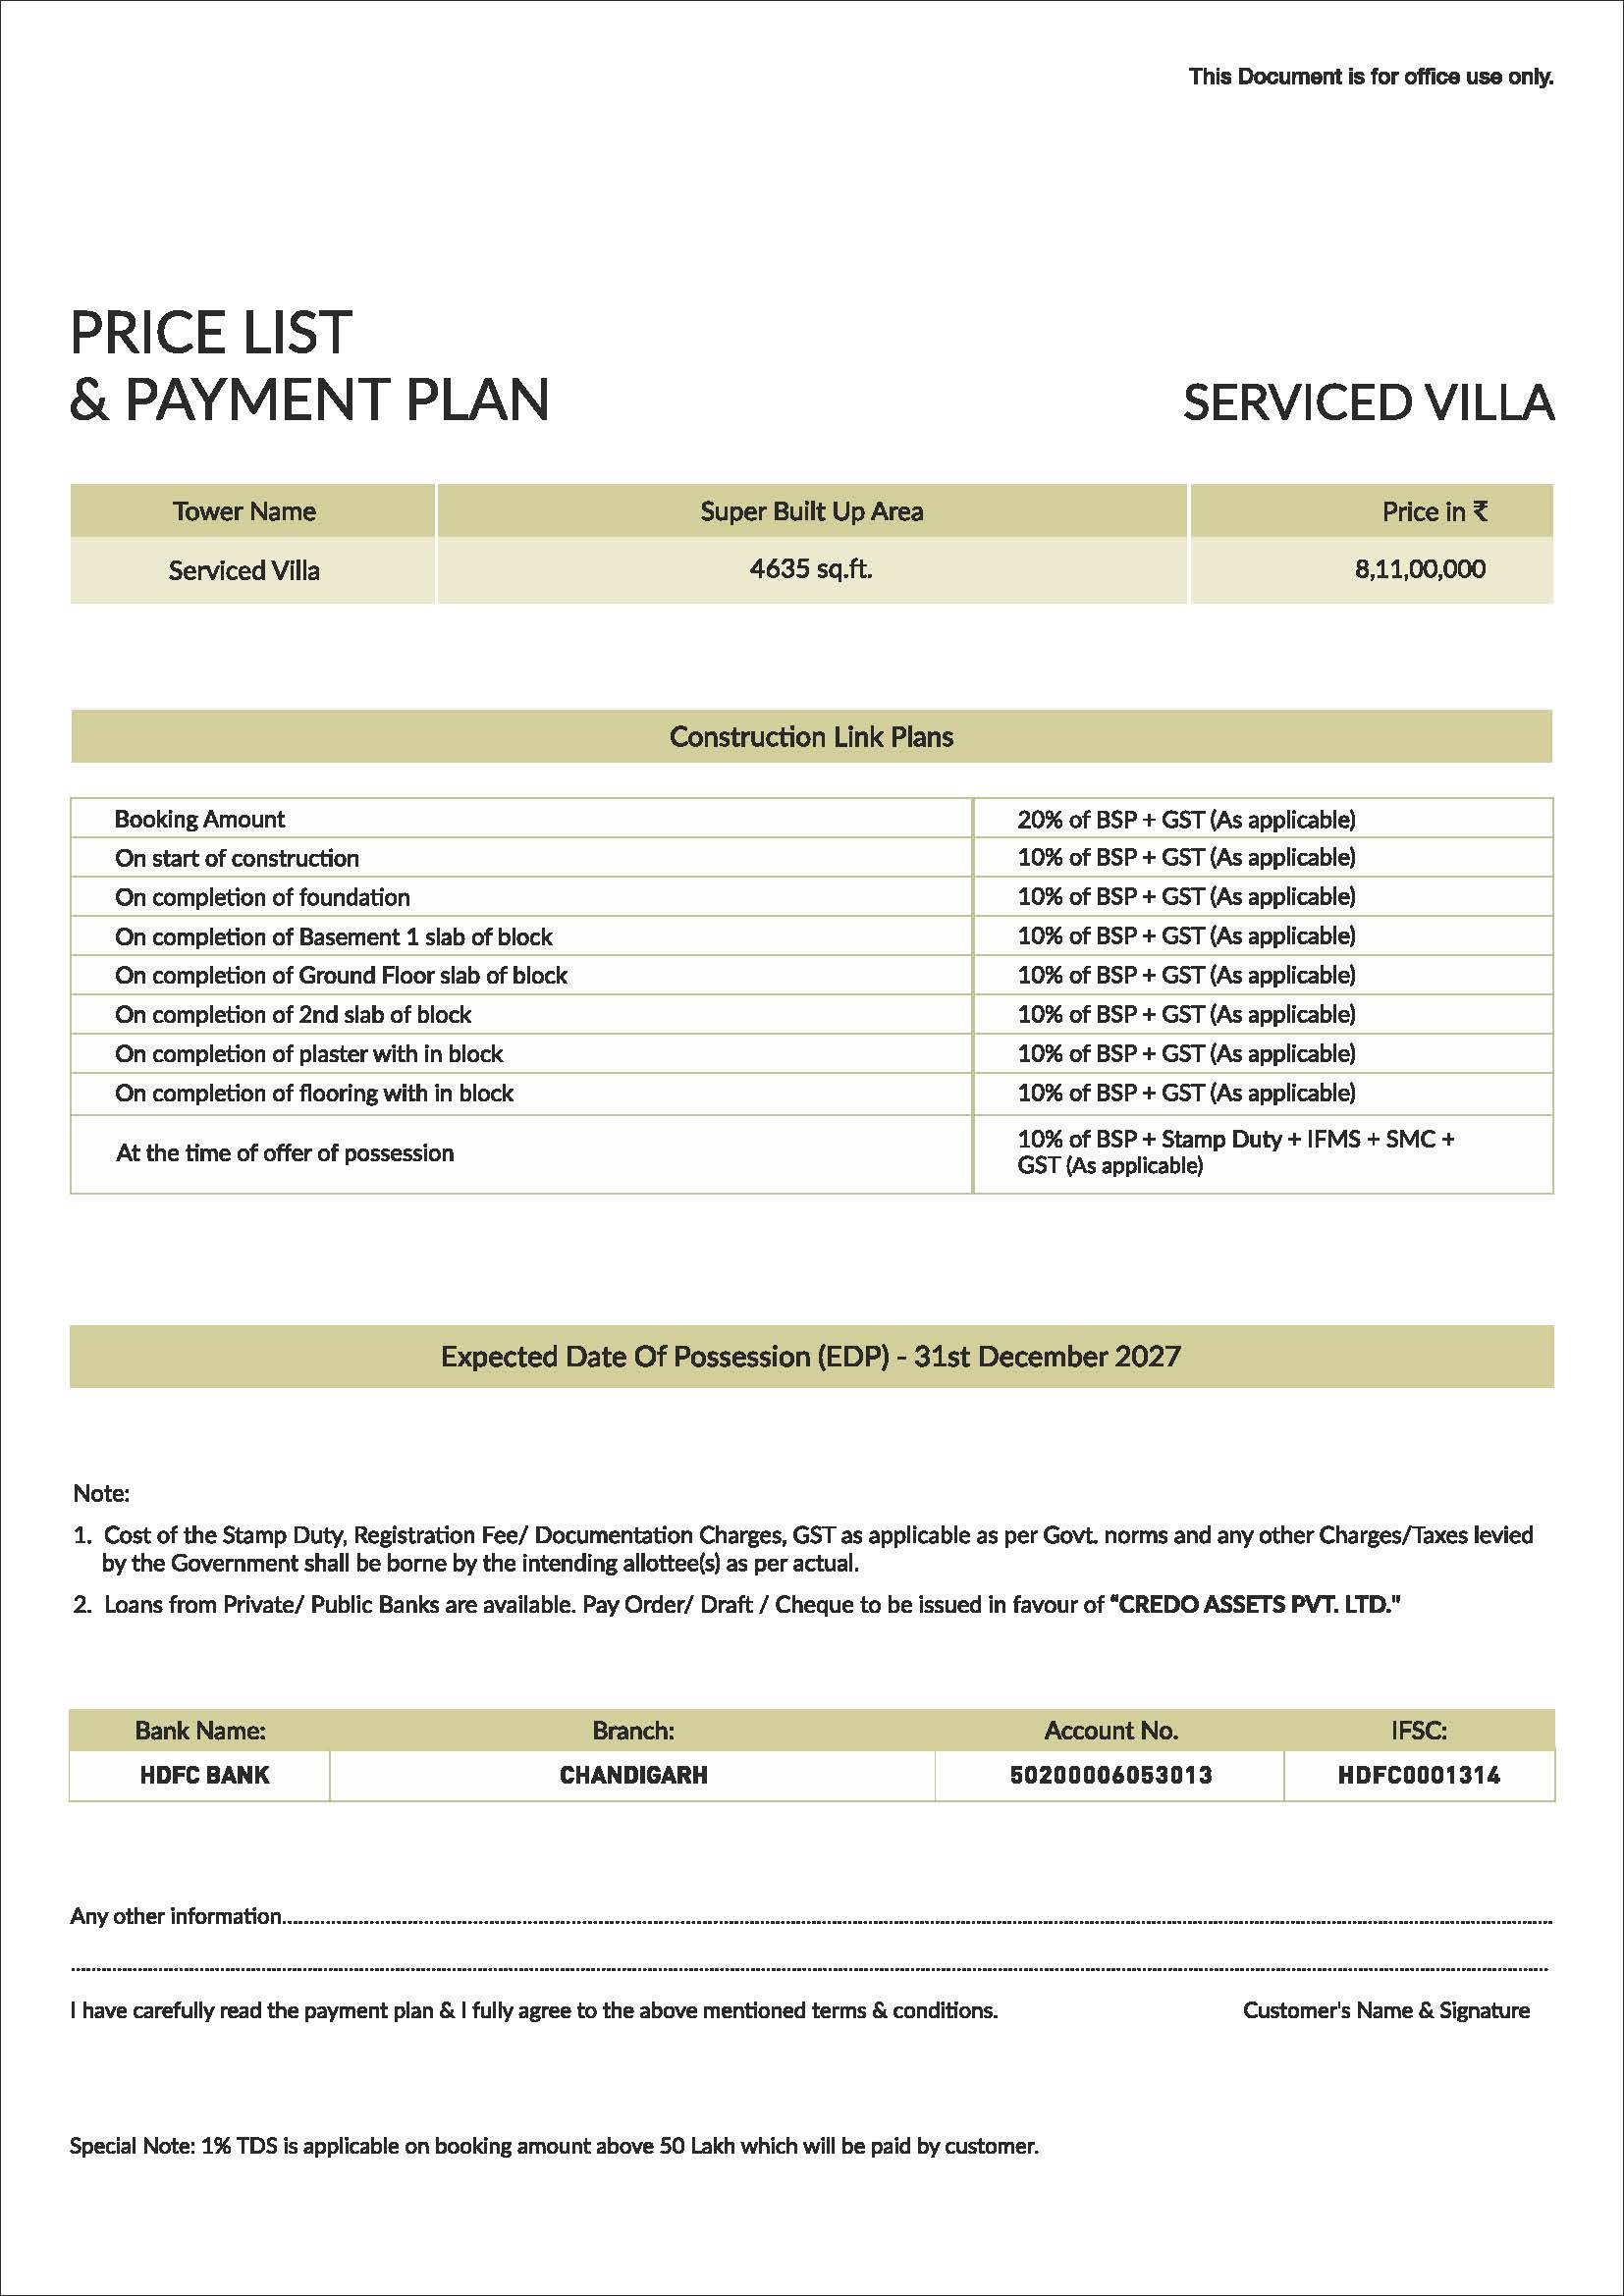 This Document is for office use only.
PRICE LIST
& PAYMENT PLAN
SERVICED VILLA
Tower Name Super Built Up Area Price in ₹
Serviced Villa 4635 sq.ft. 8,11,00,000
Construction Link Plans
Booking Amount 20% of BSP + GST (As applicable)
On start of construction 10% of BSP + GST (As applicable)
On completion of foundation 10% of BSP + GST (As applicable)
On completion of Basement 1 slab of block 10% of BSP + GST (As applicable)
On completion of Ground Floor slab of block 10% of BSP + GST (As applicable)
On completion of 2nd slab of block 10% of BSP + GST (As applicable)
On completion of plaster with in block 10% of BSP + GST (As applicable)
On completion of flooring with in block 10% of BSP + GST (As applicable)
At the time of offer of possession 10% of BSP + Stamp Duty + IFMS + SMC +
GST (As applicable)
Expected Date Of Possession (EDP) - 31st December 2027
Note:
1. Cost of the Stamp Duty, Registration Fee/ Documentation Charges, GST as applicable as per Govt. norms and any other Charges/Taxes levied
by the Government shall be borne by the intending allottee(s) as per actual.
2. Loans from Private/ Public Banks are available. Pay Order/ Draft / Cheque to be issued in favour of “CREDO ASSETS PVT. LTD."
Bank Name: Branch: Account No. IFSC:
HDFC BANK CHANDIGARH 50200006053013 HDFC0001314
Any other information
I have carefully read the payment plan & I fully agree to the above mentioned terms & conditions. Customer's Name & Signature
Special Note: 1% TDS is applicable on booking amount above 50 Lakh which will be paid by customer.